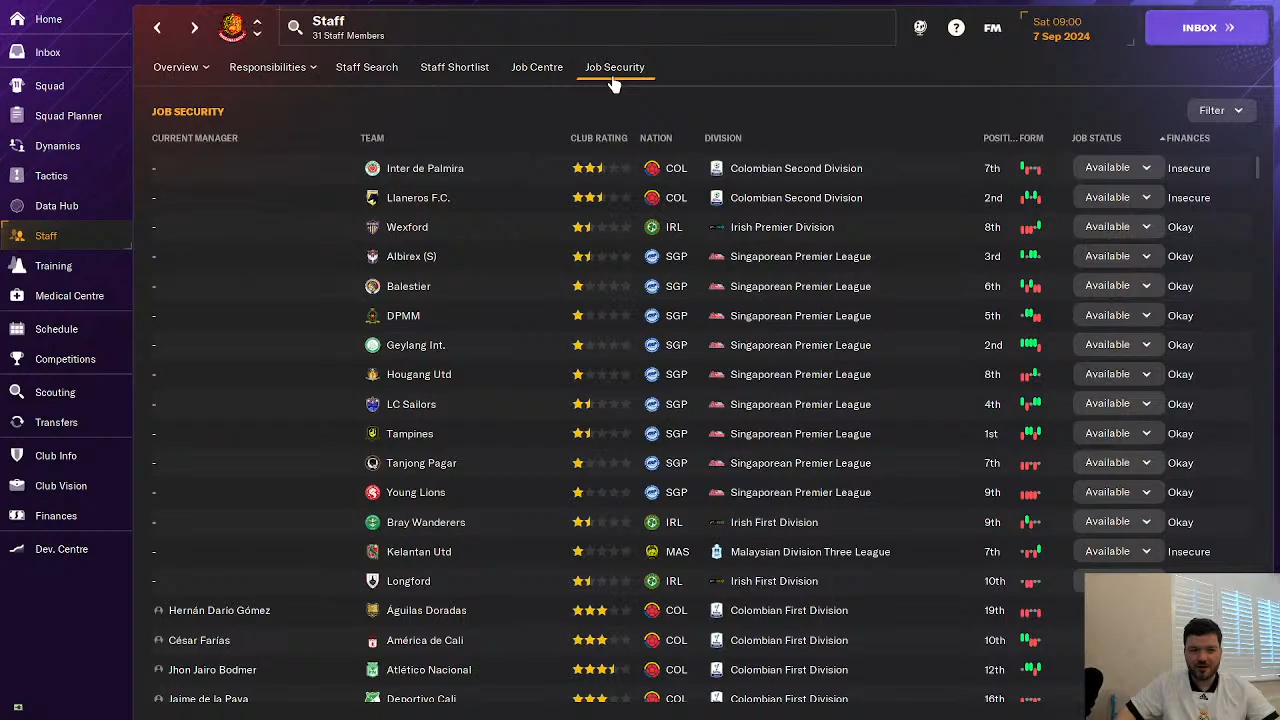 Home
Inbox
Squad
Squad Planner
Dynamics
Tactics
Data Hub
Staff
Training
Medical Centre
Schedule
Competitions
Scouting
Transfers
Club Info
Club Vision
Finances
Dev. Centre
Staff
31 Staff Members
FM
Sat 09:00
7 Sep 2024
INBOX
Overview Responsibilities Staff Search Staff Shortlist Job Centre Job Security
JOB SECURITY
Filter
CURRENT MANAGER TEAM CLUB RATING NATION DIVISION POSITI... FORM JOB STATUS FINANCES
- Inter de Palmira COL Colombian Second Division 7th Available Insecure
- Llaneros F.C. COL Colombian Second Division 2nd Available Insecure
- Wexford IRL Irish Premier Division 8th Available Okay
- Albirex (S) SGP Singaporean Premier League 3rd Available Okay
- Balestier SGP Singaporean Premier League 6th Available Okay
- DPMM SGP Singaporean Premier League 5th Available Okay
- Geylang Int. SGP Singaporean Premier League 2nd Available Okay
- Hougang Utd SGP Singaporean Premier League 8th Available Okay
- LC Sailors SGP Singaporean Premier League 4th Available Okay
- Tampines SGP Singaporean Premier League 1st Available Okay
- Tanjong Pagar SGP Singaporean Premier League 7th Available Okay
- Young Lions SGP Singaporean Premier League 9th Available Okay
- Bray Wanderers IRL Irish First Division 9th Available Okay
- Kelantan Utd MAS Malaysian Division Three League 7th Available Insecure
- Longford IRL Irish First Division 10th
Hernán Dario Gómez Águilas Doradas COL Colombian First Division 19th
César Farías América de Cali COL Colombian First Division 10th
Jhon Jairo Bodmer Atlético Nacional COL Colombian First Division 12th
Jaime de la Pava Deportivo Cali COL Colombian First Division 16th